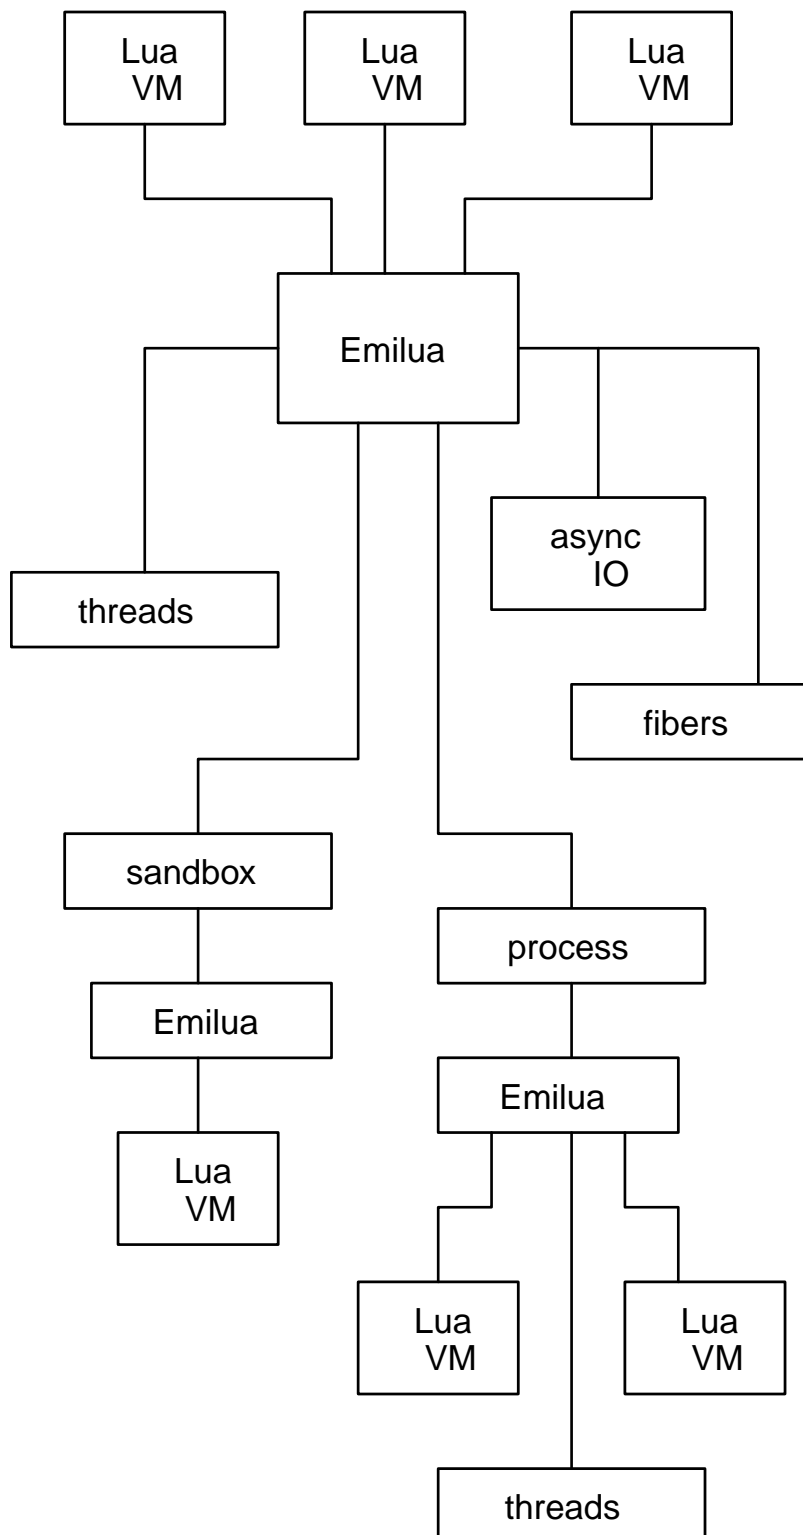 Lua
VM
Lua
VM
Lua
VM
Emilua
async
IO
threads
fibers
sandbox
process
Emilua
Emilua
Lua
VM
Lua
VM
Lua
VM
threads